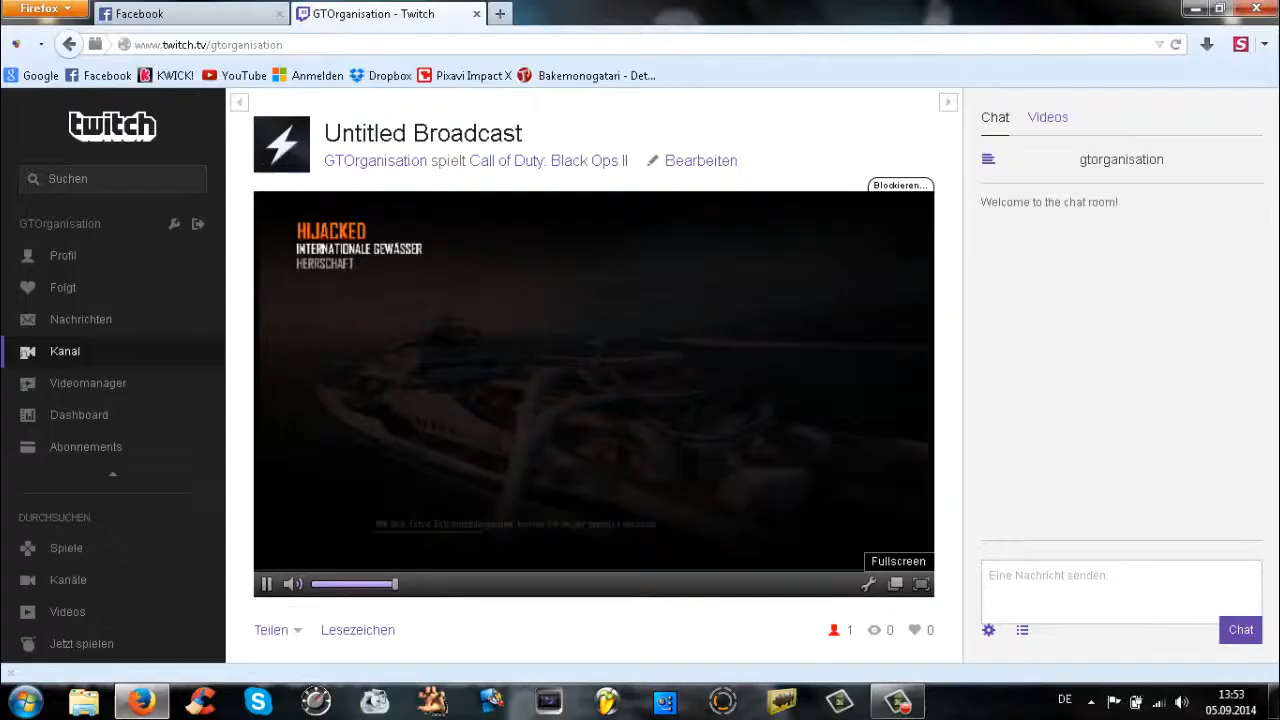 Firefox
Facebook
GTOrganisation - Twitch
www.twitch.tv/gtorganisation
Google
Facebook
KWICK!
YouTube
Anmelden
Dropbox
Pixavi Impact X
Bakemonogatari - Det...
twitch
Suchen
GTOrganisation
Profil
Folgt
Nachrichten
Kanal
Videomanager
Dashboard
Abonnements
DURCHSUCHEN
Spiele
Kanäle
Videos
Jetzt spielen
Untitled Broadcast
GTOrganisation spielt Call of Duty: Black Ops II
Bearbeiten
Blockieren...
HIJACKED
INTERNATIONALE GEWÄSSER
HERRSCHAFT
Fullscreen
Teilen
Lesezeichen
1
0
0
Chat
Videos
gtorganisation
Welcome to the chat room!
Eine Nachricht senden
Chat
DE
13:53
05.09.2014